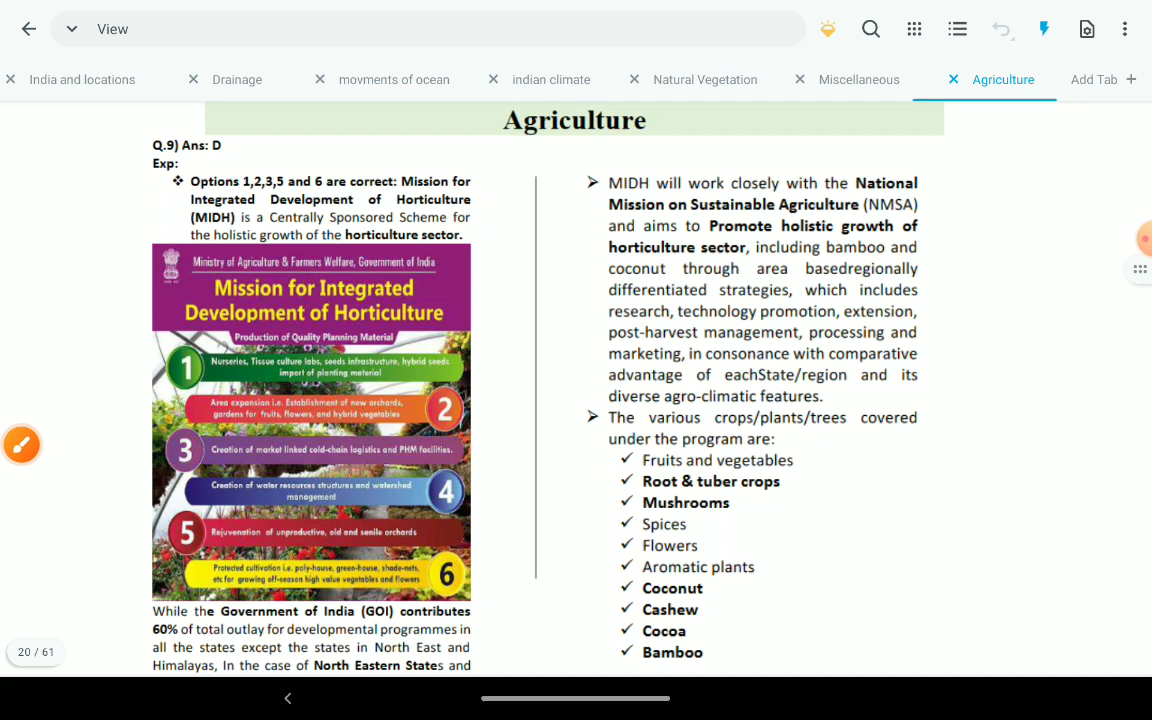 View
India and locations
Drainage
movments of ocean
indian climate
Natural Vegetation
Miscellaneous
Agriculture
Add Tab
Agriculture
Q.9) Ans: D
Exp:
❖ Options 1,2,3,5 and 6 are correct: Mission for
Integrated Development of Horticulture
(MIDH) is a Centrally Sponsored Scheme for
the holistic growth of the horticulture sector.
Ministry of Agriculture & Farmers Welfare, Government of India
Mission for Integrated
Development of Horticulture
Production of Quality Planning Material
1
Nurseries, Tissue culture labs, seeds infrastructure, hybrid seeds
import of planting material
Area expansion i.e. Establishment of new orchards,
gardens for fruits, flowers, and hybrid vegetables
2
3
Creation of market linked cold-chain logistics and PHM facilities.
Creation of water resources structures and watershed
management
4
5
Rejuvenation of unproductive, old and senile orchards
Protected cultivation i.e. poly-house, green-house, shade-nets,
etc for growing off-season high value vegetables and flowers
6
While the Government of India (GOI) contributes
60% of total outlay for developmental programmes in
all the states except the states in North East and
Himalayas, In the case of North Eastern States and
➢ MIDH will work closely with the National
Mission on Sustainable Agriculture (NMSA)
and aims to Promote holistic growth of
horticulture sector, including bamboo and
coconut through area basedregionally
differentiated strategies, which includes
research, technology promotion, extension,
post-harvest management, processing and
marketing, in consonance with comparative
advantage of eachState/region and its
diverse agro-climatic features.
➢ The various crops/plants/trees covered
under the program are:
✓ Fruits and vegetables
✓ Root & tuber crops
✓ Mushrooms
✓ Spices
✓ Flowers
✓ Aromatic plants
✓ Coconut
✓ Cashew
✓ Cocoa
✓ Bamboo
20 / 61